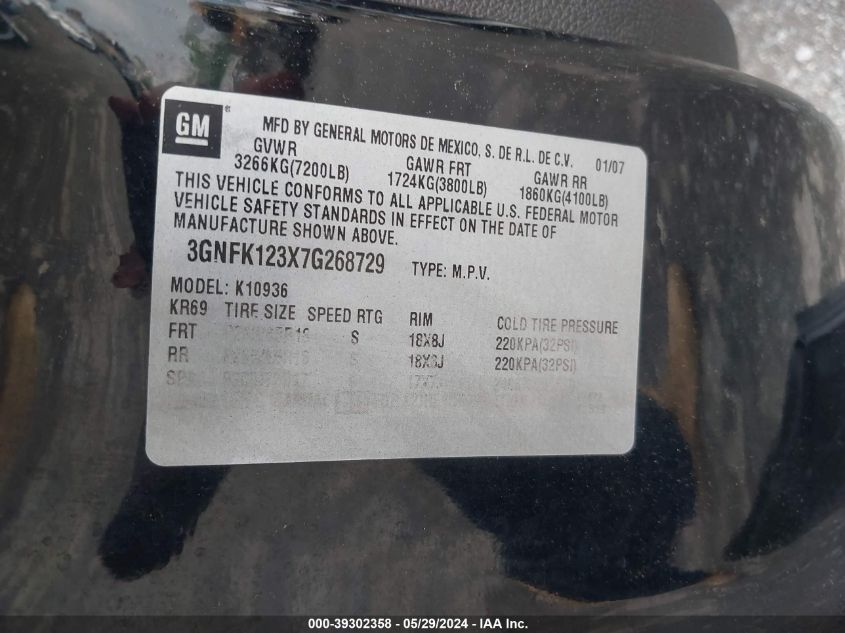 GM ® MFD BY GENERAL MOTORS DE MEXICO, S. DE R.L. DE C.V. 01/07
GVWR GAWR FRT GAWR RR
3266KG(7200LB) 1724KG(3800LB) 1860KG(4100LB)
THIS VEHICLE CONFORMS TO ALL APPLICABLE U.S. FEDERAL MOTOR
VEHICLE SAFETY STANDARDS IN EFFECT ON THE DATE OF
MANUFACTURE SHOWN ABOVE.
3GNFK123X7G268729 TYPE: M.P.V.
MODEL: K10936
KR69 TIRE SIZE SPEED RTG RIM COLD TIRE PRESSURE
FRT S 18X8J 220KPA(32PSI)
RR 18X8J 220KPA(32PSI)
000-39302358 - 05/29/2024 - IAA Inc.